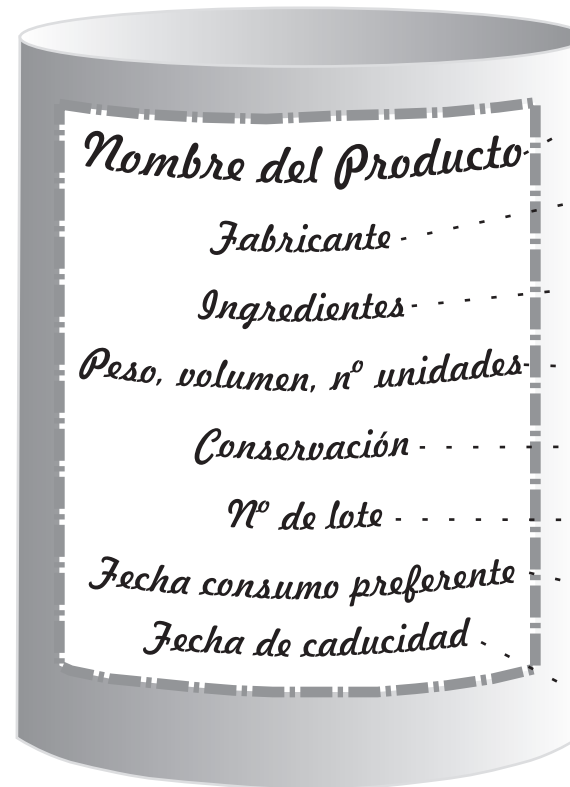 Nombre del Producto
Fabricante
Ingredientes
Peso, volumen, nº unidades
Conservación
Nº de lote
Fecha consumo preferente
Fecha de caducidad